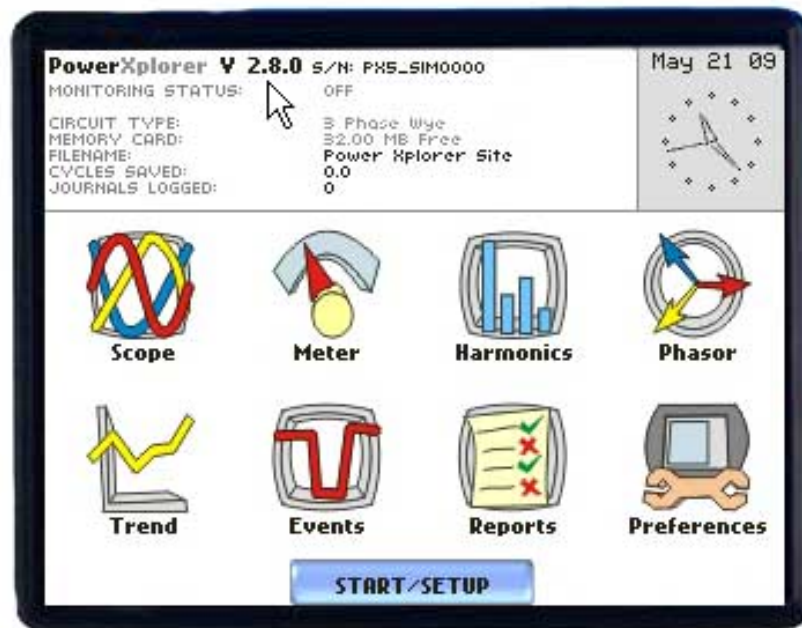 PowerXplorer V 2.8.0 S/N: PX5_SIM0000
MONITORING STATUS: OFF
CIRCUIT TYPE: 3 Phase Wye
MEMORY CARD: 32.00 MB Free
FILENAME: Power Xplorer Site
CYCLES SAVED: 0.0
JOURNALS LOGGED: 0
May 21 09
Scope Meter Harmonics Phasor
Trend Events Reports Preferences
START/SETUP